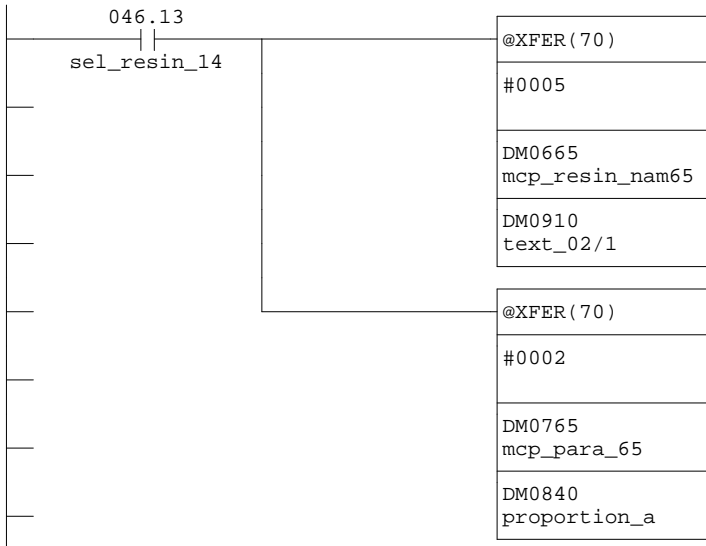 046.13
sel_resin_14
@XFER(70)
#0005
DM0665
mcp_resin_nam65
DM0910
text_02/1
@XFER(70)
#0002
DM0765
mcp_para_65
DM0840
proportion_a